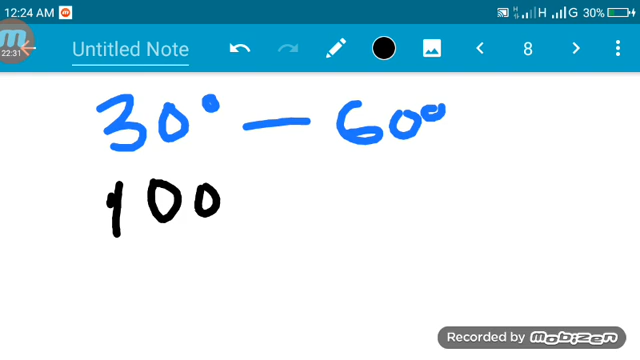 12:24 AM H G 30%
22:31 Untitled Note 8
30° — 60°
100
Recorded by mobizen